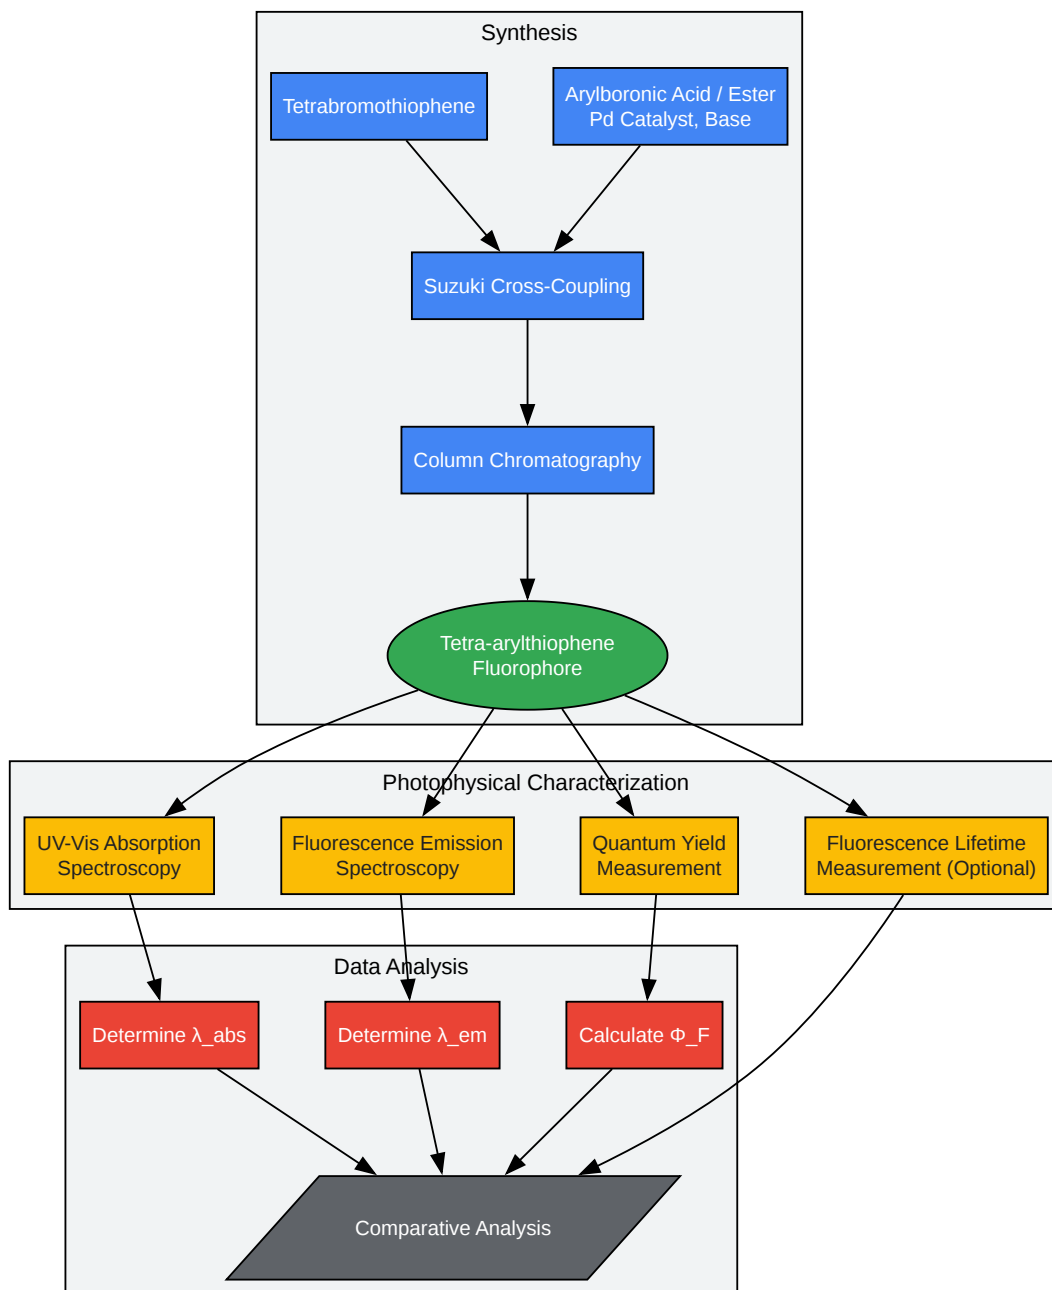 Synthesis
Tetrabromothiophene
Arylboronic Acid / Ester
Pd Catalyst, Base
Suzuki Cross-Coupling
Column Chromatography
Tetra-arylthiophene
Fluorophore
Photophysical Characterization
UV-Vis Absorption
Spectroscopy
Fluorescence Emission
Spectroscopy
Quantum Yield
Measurement
Fluorescence Lifetime
Measurement (Optional)
Data Analysis
Determine λ_abs
Determine λ_em
Calculate Φ_F
Comparative Analysis